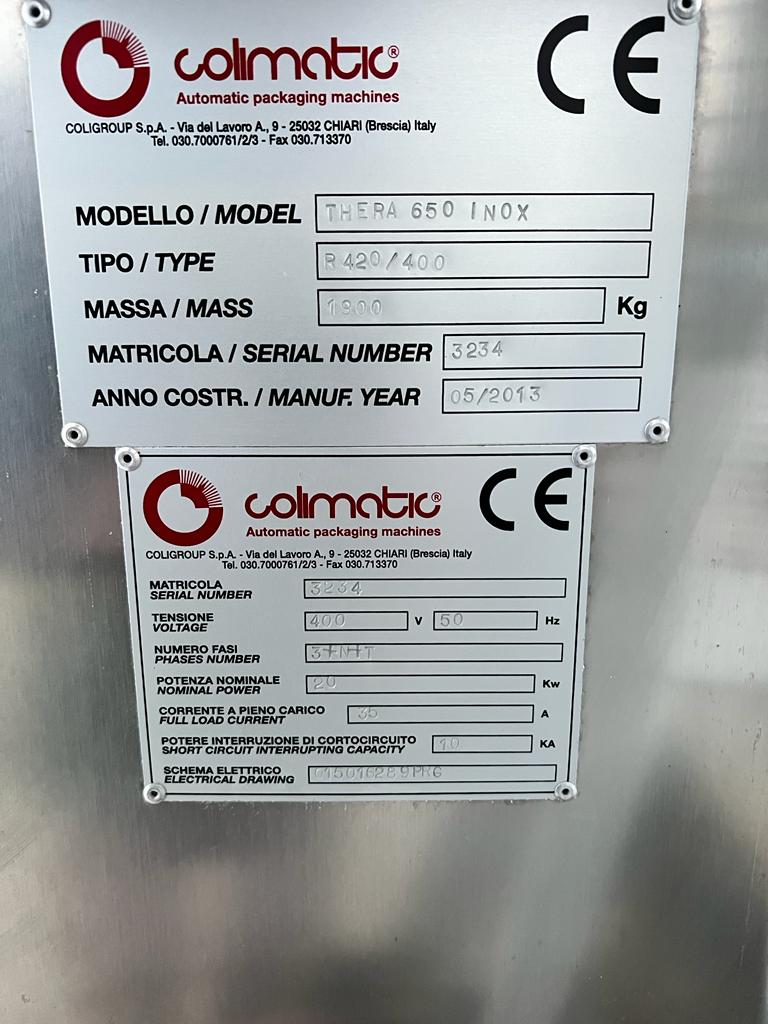 colimatic®
CE
Automatic packaging machines
COLIGROUP S.p.A. - Via del Lavoro A., 9 - 25032 CHIARI (Brescia) Italy
Tel. 030.7000761/2/3 - Fax 030.713370
MODELLO / MODEL THERA 650 INOX
TIPO / TYPE R420/400
MASSA / MASS Kg
MATRICOLA / SERIAL NUMBER 3234
ANNO COSTR. / MANUF. YEAR 05/2013
colimatic®
CE
Automatic packaging machines
COLIGROUP S.p.A. - Via del Lavoro A., 9 - 25032 CHIARI (Brescia) Italy
Tel. 030.7000761/2/3 - Fax 030.713370
MATRICOLA
SERIAL NUMBER 3234
TENSIONE
VOLTAGE 400 V 50 Hz
NUMERO FASI
PHASES NUMBER 3+N+T
POTENZA NOMINALE
NOMINAL POWER 20 Kw
CORRENTE A PIENO CARICO
FULL LOAD CURRENT 35 A
POTERE INTERRUZIONE DI CORTOCIRCUITO
SHORT CIRCUIT INTERRUPTING CAPACITY 10 KA
SCHEMA ELETTRICO
ELECTRICAL DRAWING